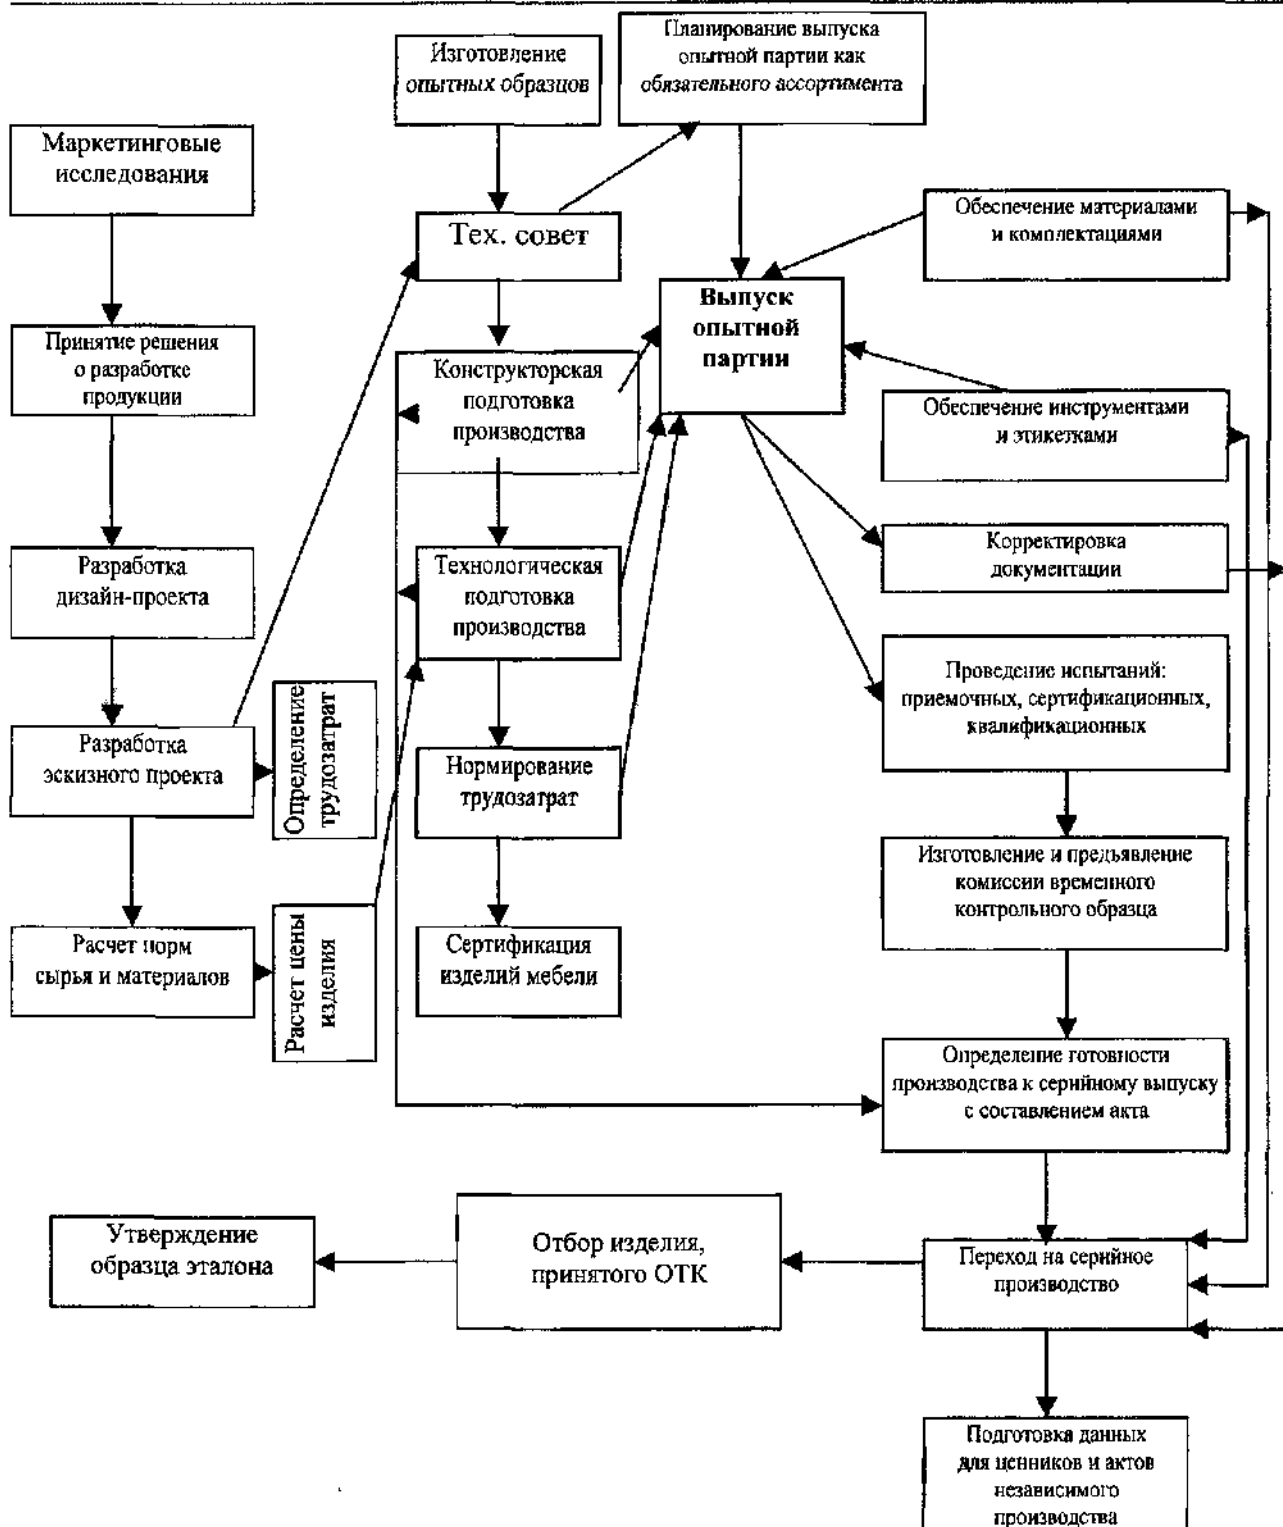 Изготовление
опытных образцов
Планирование выпуска
опытной партии как
обязательного ассортимента
Маркетинговые
исследования
Тех. совет
Обеспечение материалами
и комплектациями
Выпуск
опытной
партии
Принятие решения
о разработке
продукции
Конструкторская
подготовка
производства
Обеспечение инструментами
и этикетками
Корректировка
документации
Разработка
дизайн-проекта
Технологическая
подготовка
производства
Проведение испытаний:
приемочных, сертификационных,
квалификационных
Разработка
эскизного проекта
Определение
трудозатрат
Нормирование
трудозатрат
Изготовление и предъявление
комиссии временного
контрольного образца
Расчет норм
сырья и материалов
Расчет цены
изделия
Сертификация
изделий мебели
Определение готовности
производства к серийному выпуску
с составлением акта
Утверждение
образца эталона
Отбор изделия,
принятого ОТК
Переход на серийное
производство
Подготовка данных
для ценников и актов
независимого
производства